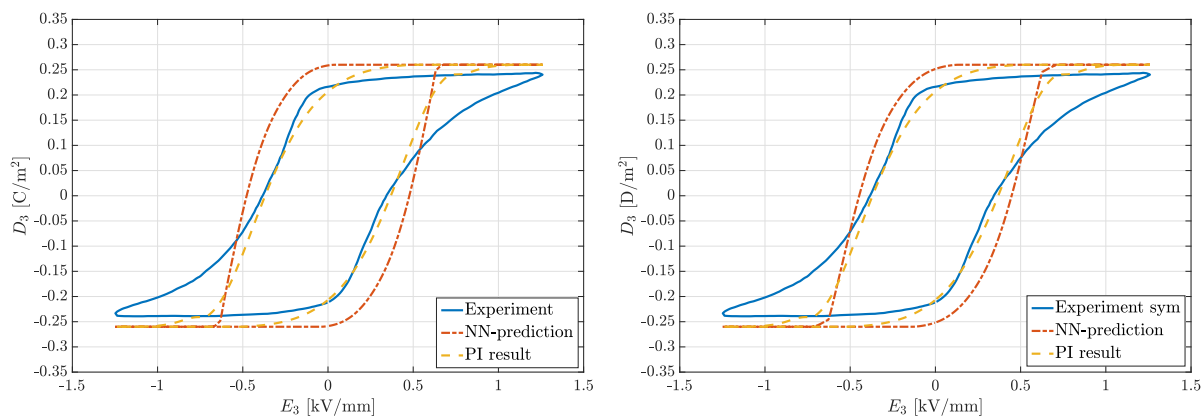 0.35
0.3
0.25
0.2
0.15
0.1
0.05
0
-0.05
-0.1
-0.15
-0.2
-0.25
-0.3
-0.35
D₃ [C/m²]
-1.5 -1 -0.5 0 0.5 1 1.5
E₃ [kV/mm]
Experiment
NN-prediction
PI result
0.35
0.3
0.25
0.2
0.15
0.1
0.05
0
-0.05
-0.1
-0.15
-0.2
-0.25
-0.3
-0.35
D₃ [D/m²]
-1.5 -1 -0.5 0 0.5 1 1.5
E₃ [kV/mm]
Experiment sym
NN-prediction
PI result